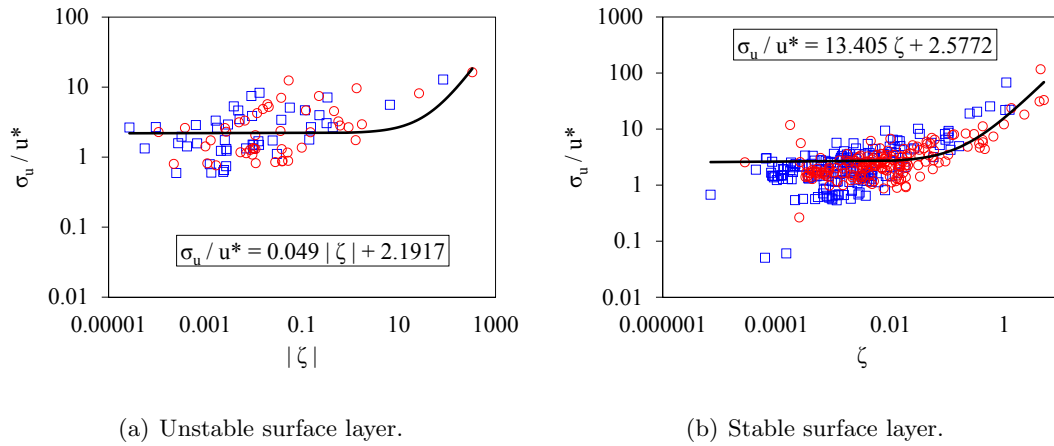 100
10
1
0.1
0.01
0.00001
0.001
0.1
10
1000
σu / u*
| ζ |
σu / u* = 0.049 | ζ | + 2.1917
(a) Unstable surface layer.
1000
100
10
1
0.1
0.01
0.000001
0.0001
0.01
1
σu / u*
ζ
σu / u* = 13.405 ζ + 2.5772
(b) Stable surface layer.